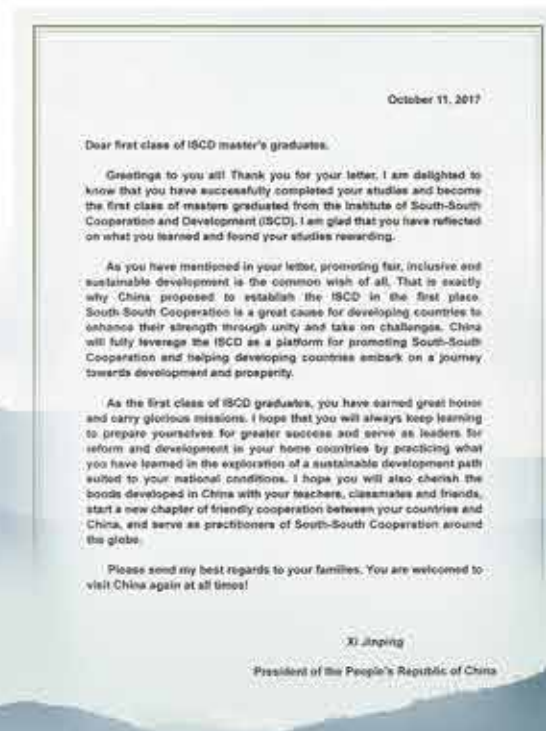 October 11, 2017
Dear first class of ISCD master's graduates,
Greetings to you all! Thank you for your letter. I am delighted to
know that you have successfully completed your studies and become
the first class of masters graduated from the Institute of South-South
Cooperation and Development (ISCD). I am glad that you have reflected
on what you learned and found your studies rewarding.
As you have mentioned in your letter, promoting fair, inclusive and
sustainable development is the common wish of all. That is exactly
why China proposed to establish the ISCD in the first place.
South-South Cooperation is a great cause for developing countries to
enhance their strength through unity and take on challenges. China
will fully leverage the ISCD as a platform for promoting South-South
Cooperation and helping developing countries embark on a journey
towards development and prosperity.
As the first class of ISCD graduates, you have earned great honor
and carry glorious missions. I hope that you will always keep learning
to prepare yourselves for greater success and serve as leaders for
reform and development in your home countries by practicing what
you have learned in the exploration of a sustainable development path
suited to your national conditions. I hope you will also cherish the
bonds developed in China with your teachers, classmates and friends,
start a new chapter of friendly cooperation between your countries and
China, and serve as practitioners of South-South Cooperation around
the globe.
Please send my best regards to your families. You are welcomed to
visit China again at all times!
Xi Jinping
President of the People's Republic of China